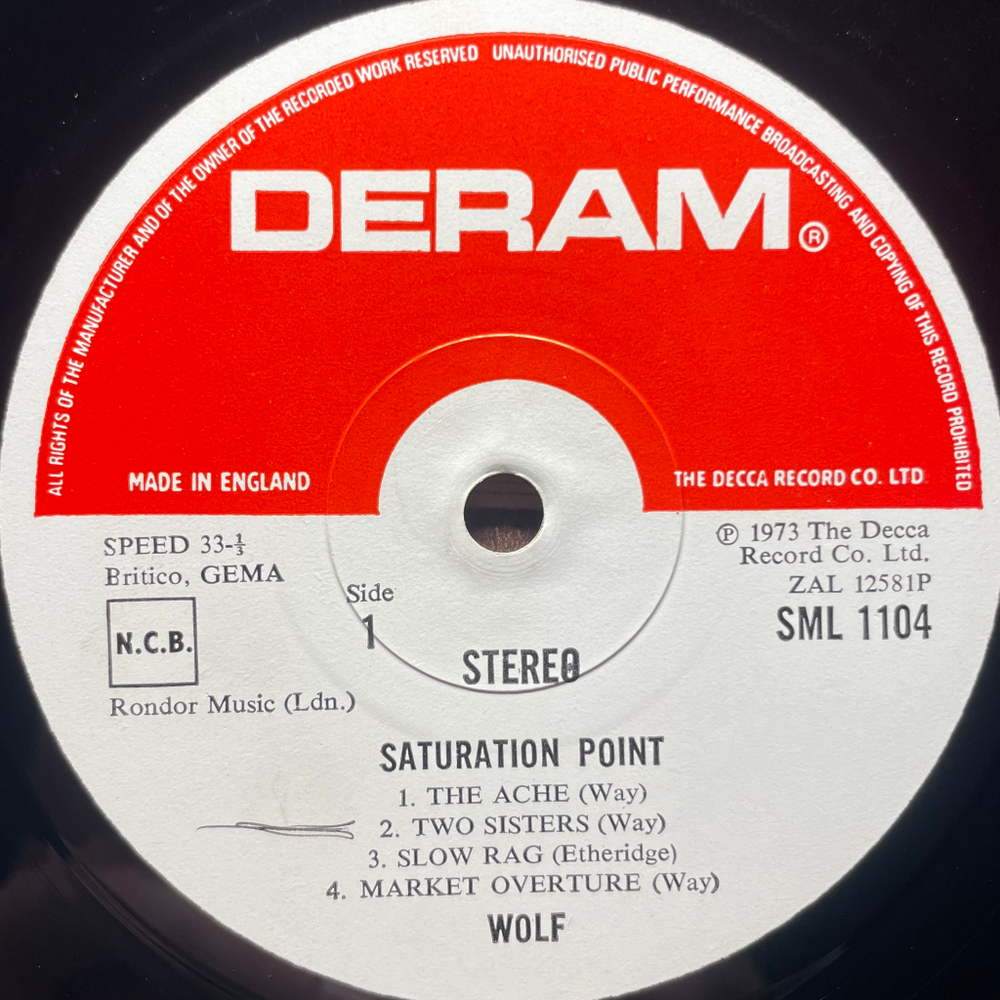 ALL RIGHTS OF THE MANUFACTURER AND OF THE OWNER OF THE RECORDED WORK RESERVED UNAUTHORISED PUBLIC PERFORMANCE BROADCASTING AND COPYING OF THIS RECORD PROHIBITED
DERAM®
MADE IN ENGLAND
THE DECCA RECORD CO. LTD
SPEED 33-⅓
Britico, GEMA
N.C.B.
Rondor Music (Ldn.)
Side
1
STEREO
℗ 1973 The Decca
Record Co. Ltd.
ZAL 12581P
SML 1104
SATURATION POINT
1. THE ACHE (Way)
2. TWO SISTERS (Way)
3. SLOW RAG (Etheridge)
4. MARKET OVERTURE (Way)
WOLF